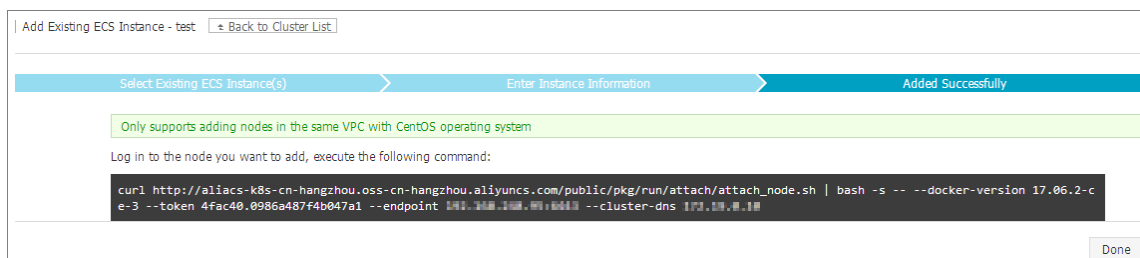 Add Existing ECS Instance - test Back to Cluster List
Select Existing ECS Instance(s) Enter Instance Information Added Successfully
Only supports adding nodes in the same VPC with CentOS operating system
Log in to the node you want to add, execute the following command:
curl http://aliacs-k8s-cn-hangzhou.oss-cn-hangzhou.aliyuncs.com/public/pkg/run/attach/attach_node.sh | bash -s -- --docker-version 17.06.2-c
e-3 --token 4fac40.0986a487f4b047a1 --endpoint --cluster-dns
Done